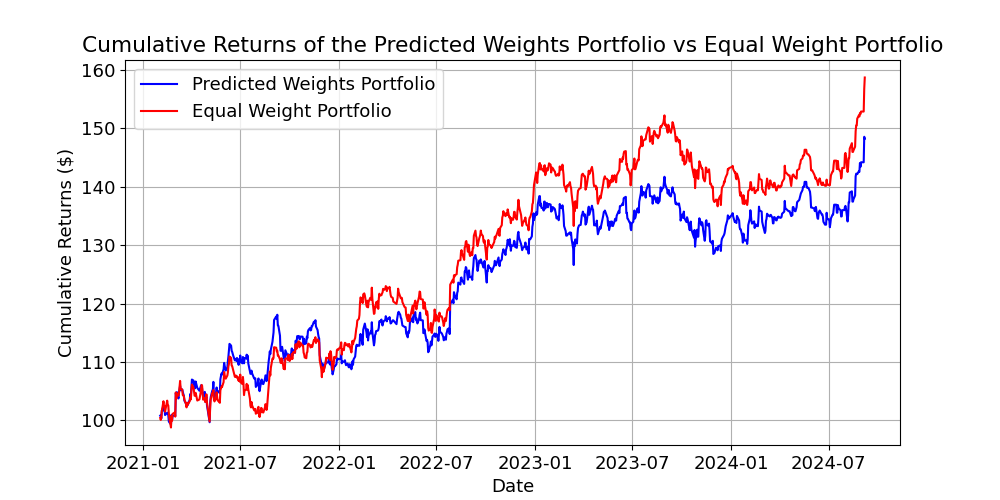 Cumulative Returns of the Predicted Weights Portfolio vs Equal Weight Portfolio
Predicted Weights Portfolio
Equal Weight Portfolio
Cumulative Returns ($)
160
150
140
130
120
110
100
2021-01 2021-07 2022-01 2022-07 2023-01 2023-07 2024-01 2024-07
Date